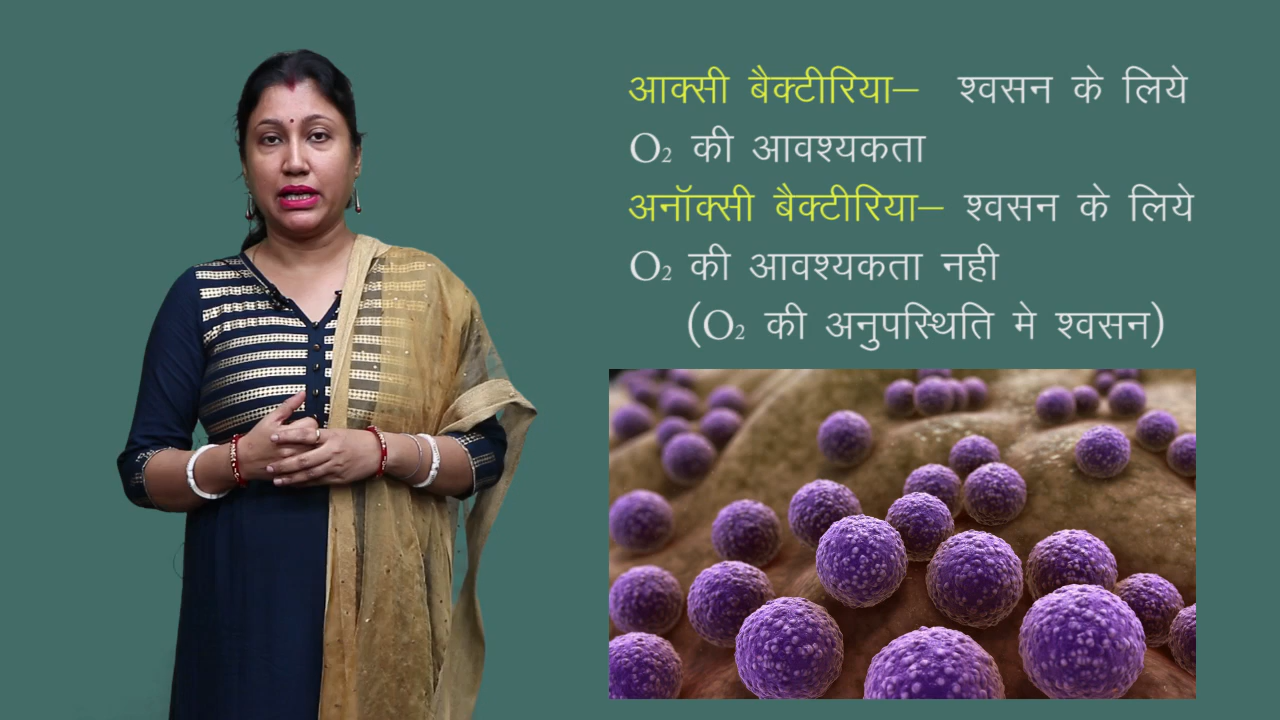 आक्सी बैक्टीरिया– श्वसन के लिये
O₂ की आवश्यकता
अनॉक्सी बैक्टीरिया– श्वसन के लिये
O₂ की आवश्यकता नही
(O₂ की अनुपस्थिति मे श्वसन)